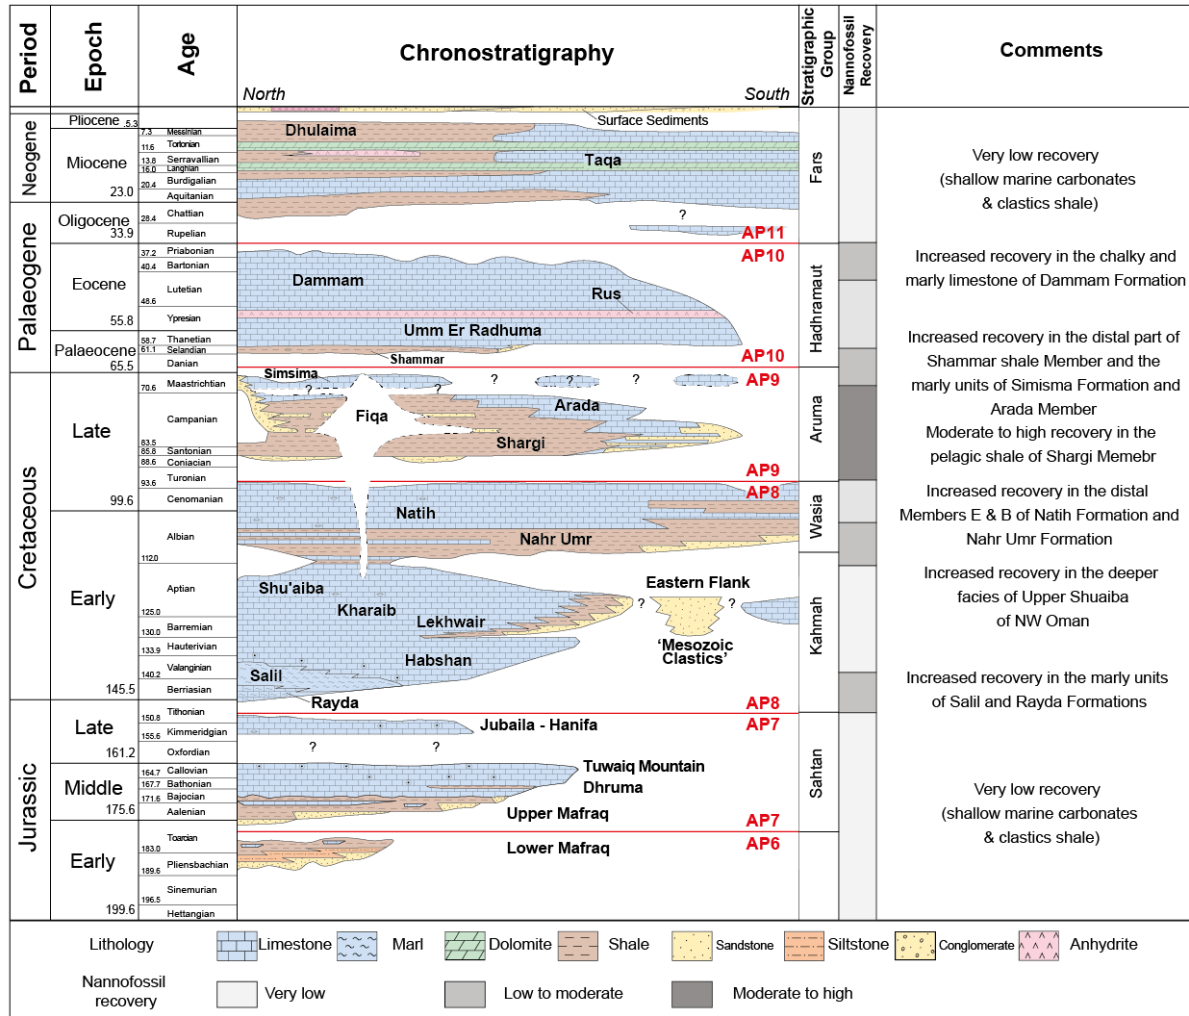 Period
Epoch
Age
Chronostratigraphy
North
South
Stratigraphic
Group
Nannofossil
Recovery
Comments
Neogene
Palaeogene
Cretaceous
Jurassic
Pliocene
5.3
Miocene
23.0
Oligocene
33.9
Eocene
55.8
Palaeocene
65.5
Late
99.6
Early
145.5
Late
161.2
Middle
175.6
Early
199.6
7.3 Messinian
Tortonian
11.6
13.8 Serravallian
16.0 Langhian
20.4 Burdigalian
Aquitanian
Chattian
28.4
Rupelian
37.2 Priabonian
40.4 Bartonian
Lutetian
48.6
Ypresian
58.7 Thanetian
61.1 Selandian
Danian
70.6 Maastrichtian
Campanian
83.5
85.8 Santonian
88.6 Coniacian
Turonian
93.6
Cenomanian
Albian
112.0
Aptian
125.0
Barremian
130.0
Hauterivian
133.9
Valanginian
140.2
Berriasian
Tithonian
150.8
Kimmeridgian
155.6
Oxfordian
164.7 Callovian
167.7 Bathonian
171.6 Bajocian
Aalenian
Toarcian
183.0
Pliensbachian
189.6
Sinemurian
196.5
Hettangian
Surface Sediments
Dhulaima
Taqa
?
AP11
AP10
Dammam
Rus
Umm Er Radhuma
Shammar
AP10
Simsima
? ? ? ? ?
AP9
Fiqa
Arada
Shargi
AP9
AP8
Natih
Nahr Umr
Shu'aiba
Kharaib
Lekhwair
Habshan
Salil
Rayda
Eastern Flank
? ?
'Mesozoic
Clastics'
AP8
AP7
Jubaila - Hanifa
? ?
Tuwaiq Mountain
Dhruma
Upper Mafraq
AP7
AP6
Lower Mafraq
Fars
Hadhramaut
Aruma
Wasia
Kahmah
Sahtan
Very low recovery
(shallow marine carbonates
& clastics shale)
Increased recovery in the chalky and
marly limestone of Dammam Formation
Increased recovery in the distal part of
Shammar shale Member and the
marly units of Simisma Formation and
Arada Member
Moderate to high recovery in the
pelagic shale of Shargi Memebr
Increased recovery in the distal
Members E & B of Natih Formation and
Nahr Umr Formation
Increased recovery in the deeper
facies of Upper Shuaiba
of NW Oman
Increased recovery in the marly units
of Salil and Rayda Formations
Very low recovery
(shallow marine carbonates
& clastics shale)
Lithology Limestone Marl Dolomite Shale Sandstone Siltstone Conglomerate Anhydrite
Nannofossil
recovery
Very low Low to moderate Moderate to high